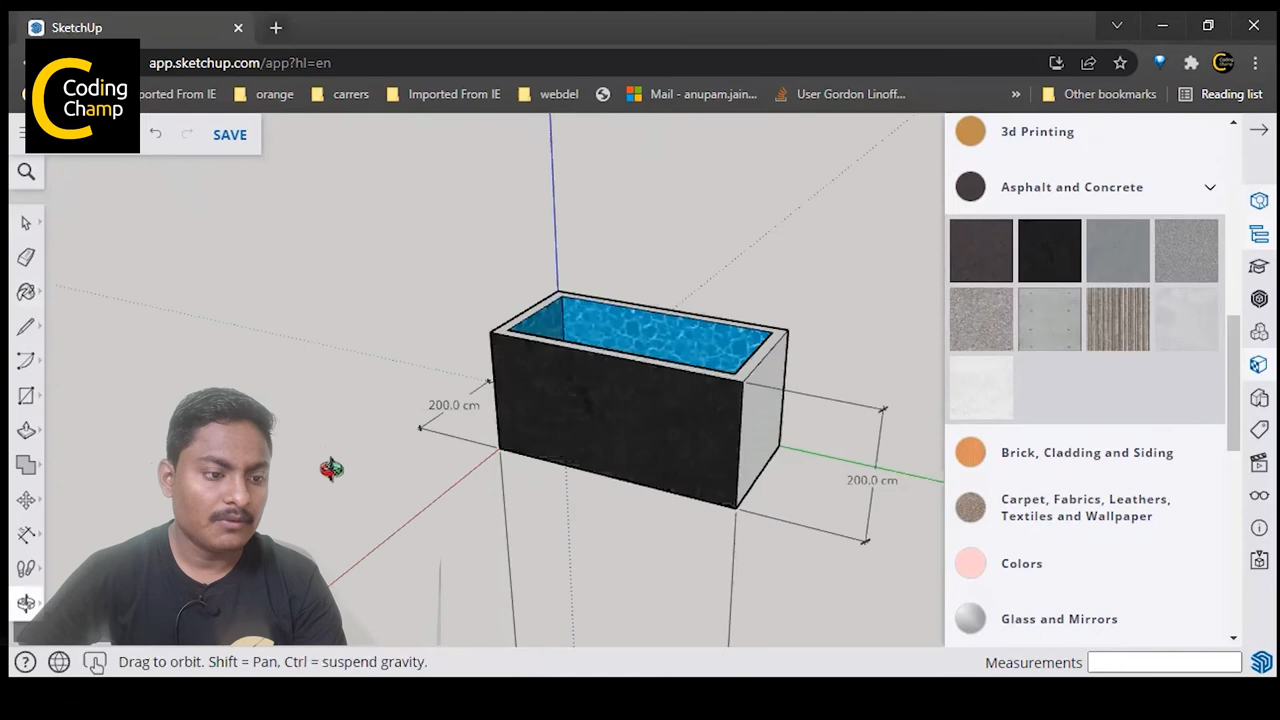 SketchUp
app.sketchup.com/app?hl=en
Coding
Champ
ported From IE
orange
carrers
Imported From IE
webdel
Mail - anupam.jain...
User Gordon Linoff...
»
Other bookmarks
Reading list
SAVE
3d Printing
Asphalt and Concrete
200.0 cm
200.0 cm
Brick, Cladding and Siding
Carpet, Fabrics, Leathers,
Textiles and Wallpaper
Colors
Glass and Mirrors
Drag to orbit. Shift = Pan, Ctrl = suspend gravity.
Measurements